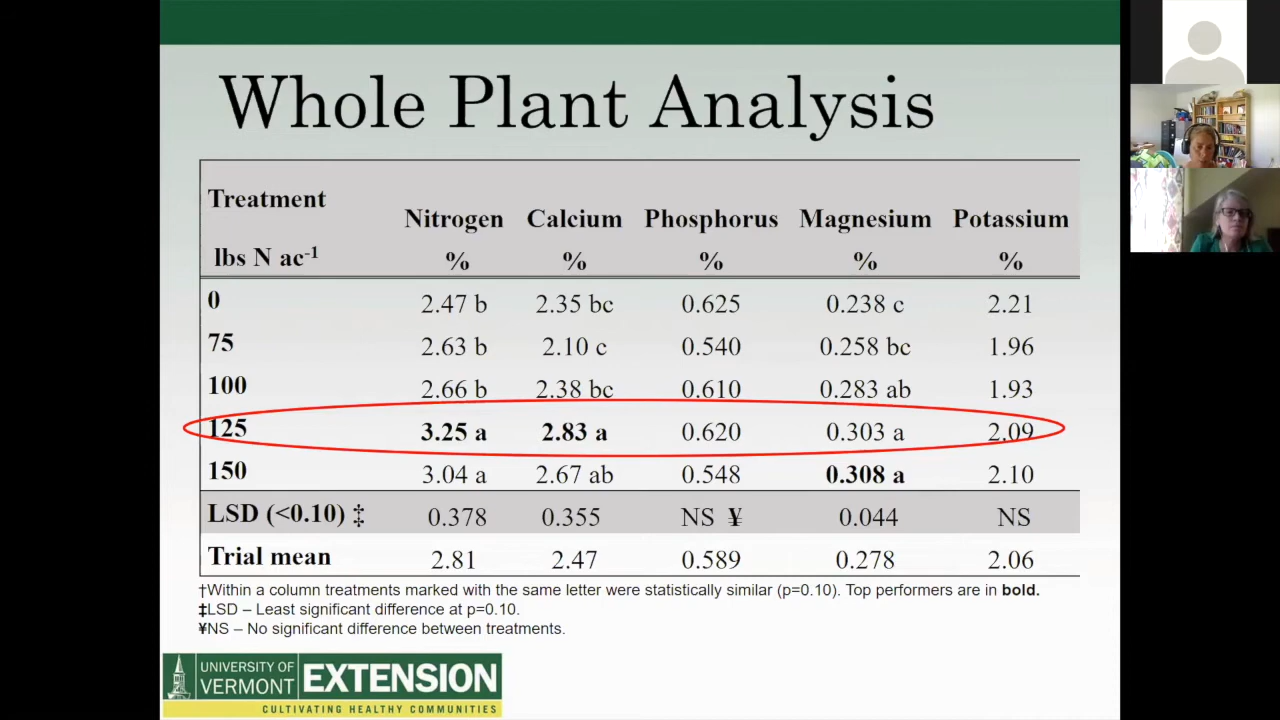 Whole Plant Analysis
Treatment
lbs N ac-1
Nitrogen Calcium Phosphorus Magnesium Potassium
% % % % %
0 2.47 b 2.35 bc 0.625 0.238 c 2.21
75 2.63 b 2.10 c 0.540 0.258 bc 1.96
100 2.66 b 2.38 bc 0.610 0.283 ab 1.93
125 3.25 a 2.83 a 0.620 0.303 a 2.09
150 3.04 a 2.67 ab 0.548 0.308 a 2.10
LSD (<0.10) ‡ 0.378 0.355 NS ¥ 0.044 NS
Trial mean 2.81 2.47 0.589 0.278 2.06
†Within a column treatments marked with the same letter were statistically similar (p=0.10). Top performers are in bold.
‡LSD – Least significant difference at p=0.10.
¥NS – No significant difference between treatments.
UNIVERSITY OF
VERMONT
EXTENSION
CULTIVATING HEALTHY COMMUNITIES